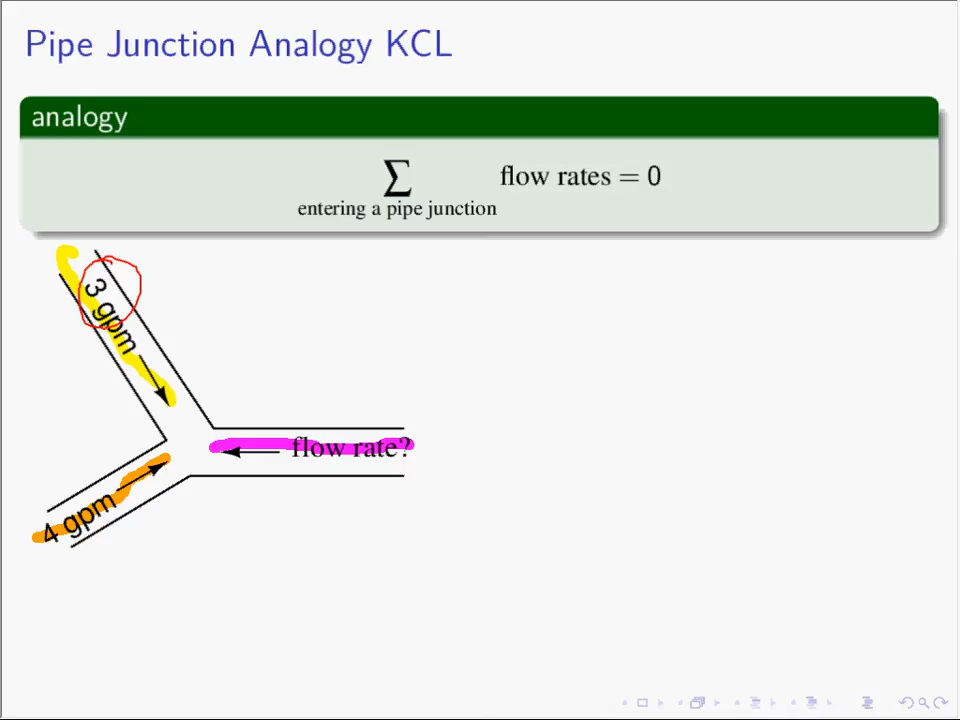 Pipe Junction Analogy KCL
analogy
∑ flow rates = 0
entering a pipe junction
3 gpm
flow rate?
4 gpm